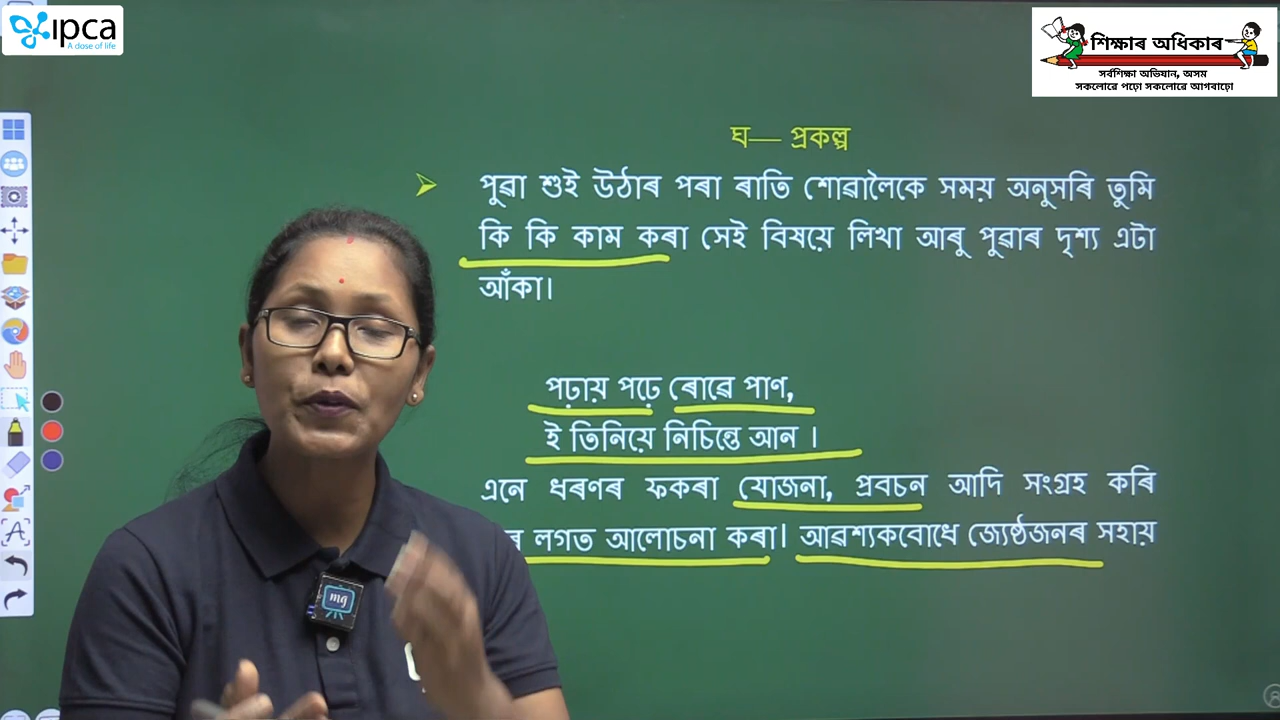 ipca
A dose of life
শিক্ষাৰ অধিকাৰ
সৰ্বশিক্ষা অভিযান, অসম
সকলোৱে পঢ়ো সকলোৱে আগবাঢ়ো
ঘ— প্ৰকল্প
➢ পুৱা শুই উঠাৰ পৰা ৰাতি শোৱালৈকে সময় অনুসৰি তুমি
কি কি কাম কৰা সেই বিষয়ে লিখা আৰু পুৱাৰ দৃশ্য এটা
আঁকা।
পঢ়ায় পঢ়ে ৰোৱে পাণ,
ই তিনিয়ে নিচিন্তে আন ।
এনে ধৰণৰ ফকৰা যোজনা, প্ৰবচন আদি সংগ্ৰহ কৰি
ৰ লগত আলোচনা কৰা। আৱশ্যকবোধে জ্যেষ্ঠজনৰ সহায়
mg